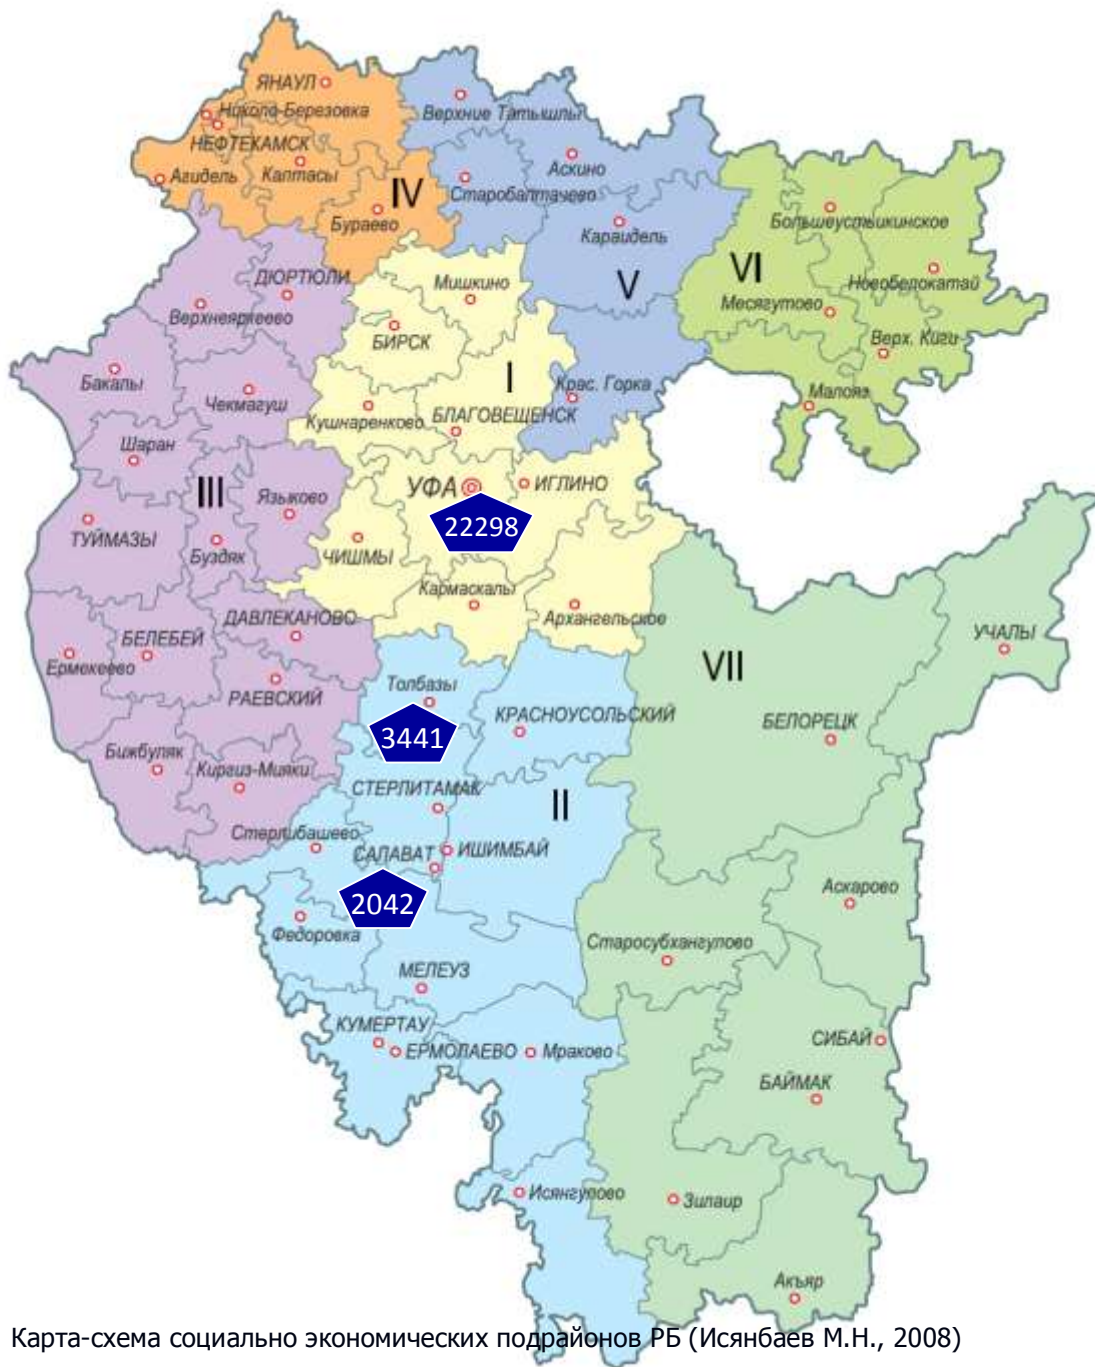 ЯНАУЛ
Николо-Березовка
НЕФТЕКАМСК
Агидель
Калтасы
Бураево
IV
Верхние Татышлы
Аскино
Старобалтачево
Караидель
V
Крас. Горка
Большеустьикинское
VI
Новобелокатай
Месягутово
Верх. Киги
Малояз
ДЮРТЮЛИ
Верхнеяркеево
Бакалы
Чекмагуш
Шаран
III
Языково
ТУЙМАЗЫ
Буздяк
ДАВЛЕКАНОВО
БЕЛЕБЕЙ
Ермекеево
РАЕВСКИЙ
Бижбуляк
Киргиз-Мияки
Мишкино
БИРСК
I
Кушнаренково
БЛАГОВЕЩЕНСК
УФА
ИГЛИНО
22298
ЧИШМЫ
Кармаскалы
Архангельское
Толбазы
3441
КРАСНОУСОЛЬСКИЙ
СТЕРЛИТАМАК
II
Стерлибашево
САЛАВАТ
ИШИМБАЙ
2042
Федоровка
МЕЛЕУЗ
КУМЕРТАУ
ЕРМОЛАЕВО
Мраково
Исянгулово
VII
УЧАЛЫ
БЕЛОРЕЦК
Аскарово
Старосубхангулово
СИБАЙ
БАЙМАК
Зилаир
Акъяр
Карта-схема социально экономических подрайонов РБ (Исянбаев М.Н., 2008)